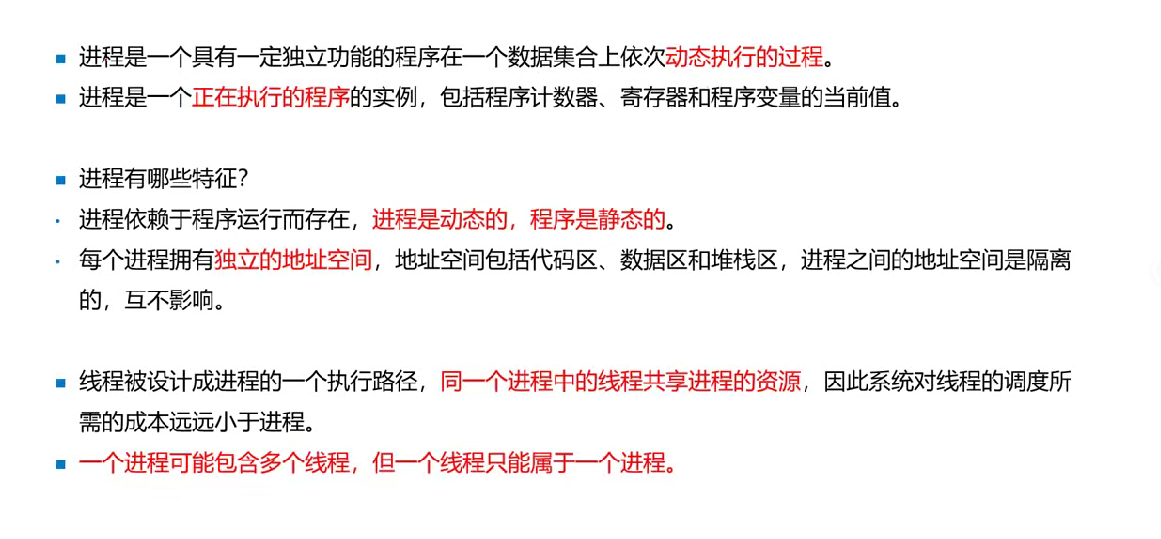 进程是一个具有一定独立功能的程序在一个数据集合上依次动态执行的过程。
进程是一个正在执行的程序的实例，包括程序计数器、寄存器和程序变量的当前值。
进程有哪些特征？
进程依赖于程序运行而存在，进程是动态的，程序是静态的。
每个进程拥有独立的地址空间，地址空间包括代码区、数据区和堆栈区，进程之间的地址空间是隔离
的，互不影响。
线程被设计成进程的一个执行路径，同一个进程中的线程共享进程的资源，因此系统对线程的调度所
需的成本远远小于进程。
一个进程可能包含多个线程，但一个线程只能属于一个进程。